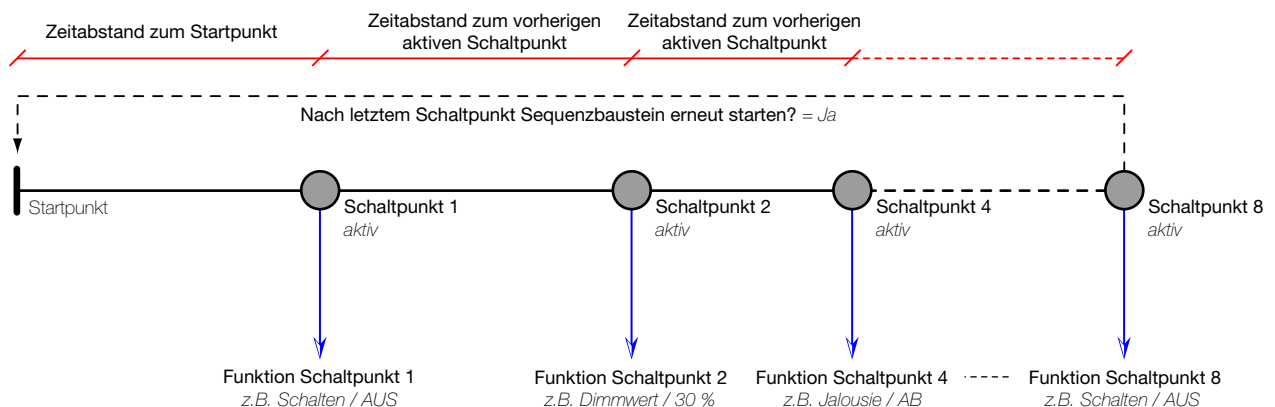 Zeitabstand zum Startpunkt
Zeitabstand zum vorherigen
aktiven Schaltpunkt
Zeitabstand zum vorherigen
aktiven Schaltpunkt
Nach letztem Schaltpunkt Sequenzbaustein erneut starten? = Ja
Startpunkt
Schaltpunkt 1
aktiv
Schaltpunkt 2
aktiv
Schaltpunkt 4
aktiv
Schaltpunkt 8
aktiv
Funktion Schaltpunkt 1
z.B. Schalten / AUS
Funktion Schaltpunkt 2
z.B. Dimmwert / 30 %
Funktion Schaltpunkt 4
z.B. Jalousie / AB
Funktion Schaltpunkt 8
z.B. Schalten / AUS